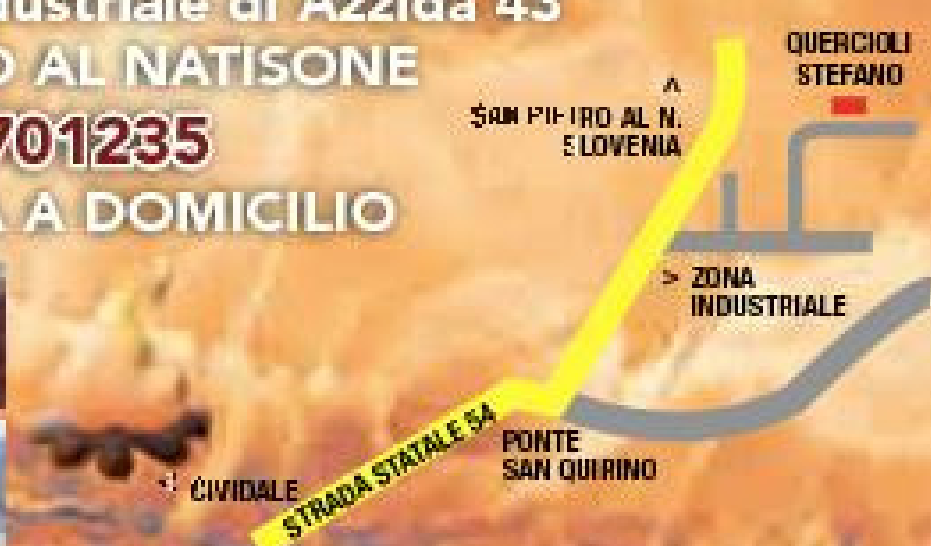 dustriale di Azzida 43
O AL NATISONE
701235
A A DOMICILIO
QUERCIOLI
STEFANO
^
SAN PIETRO AL N.
SLOVENIA
> ZONA
INDUSTRIALE
PONTE
SAN QUIRINO
< CIVIDALE
STRADA STATALE 54